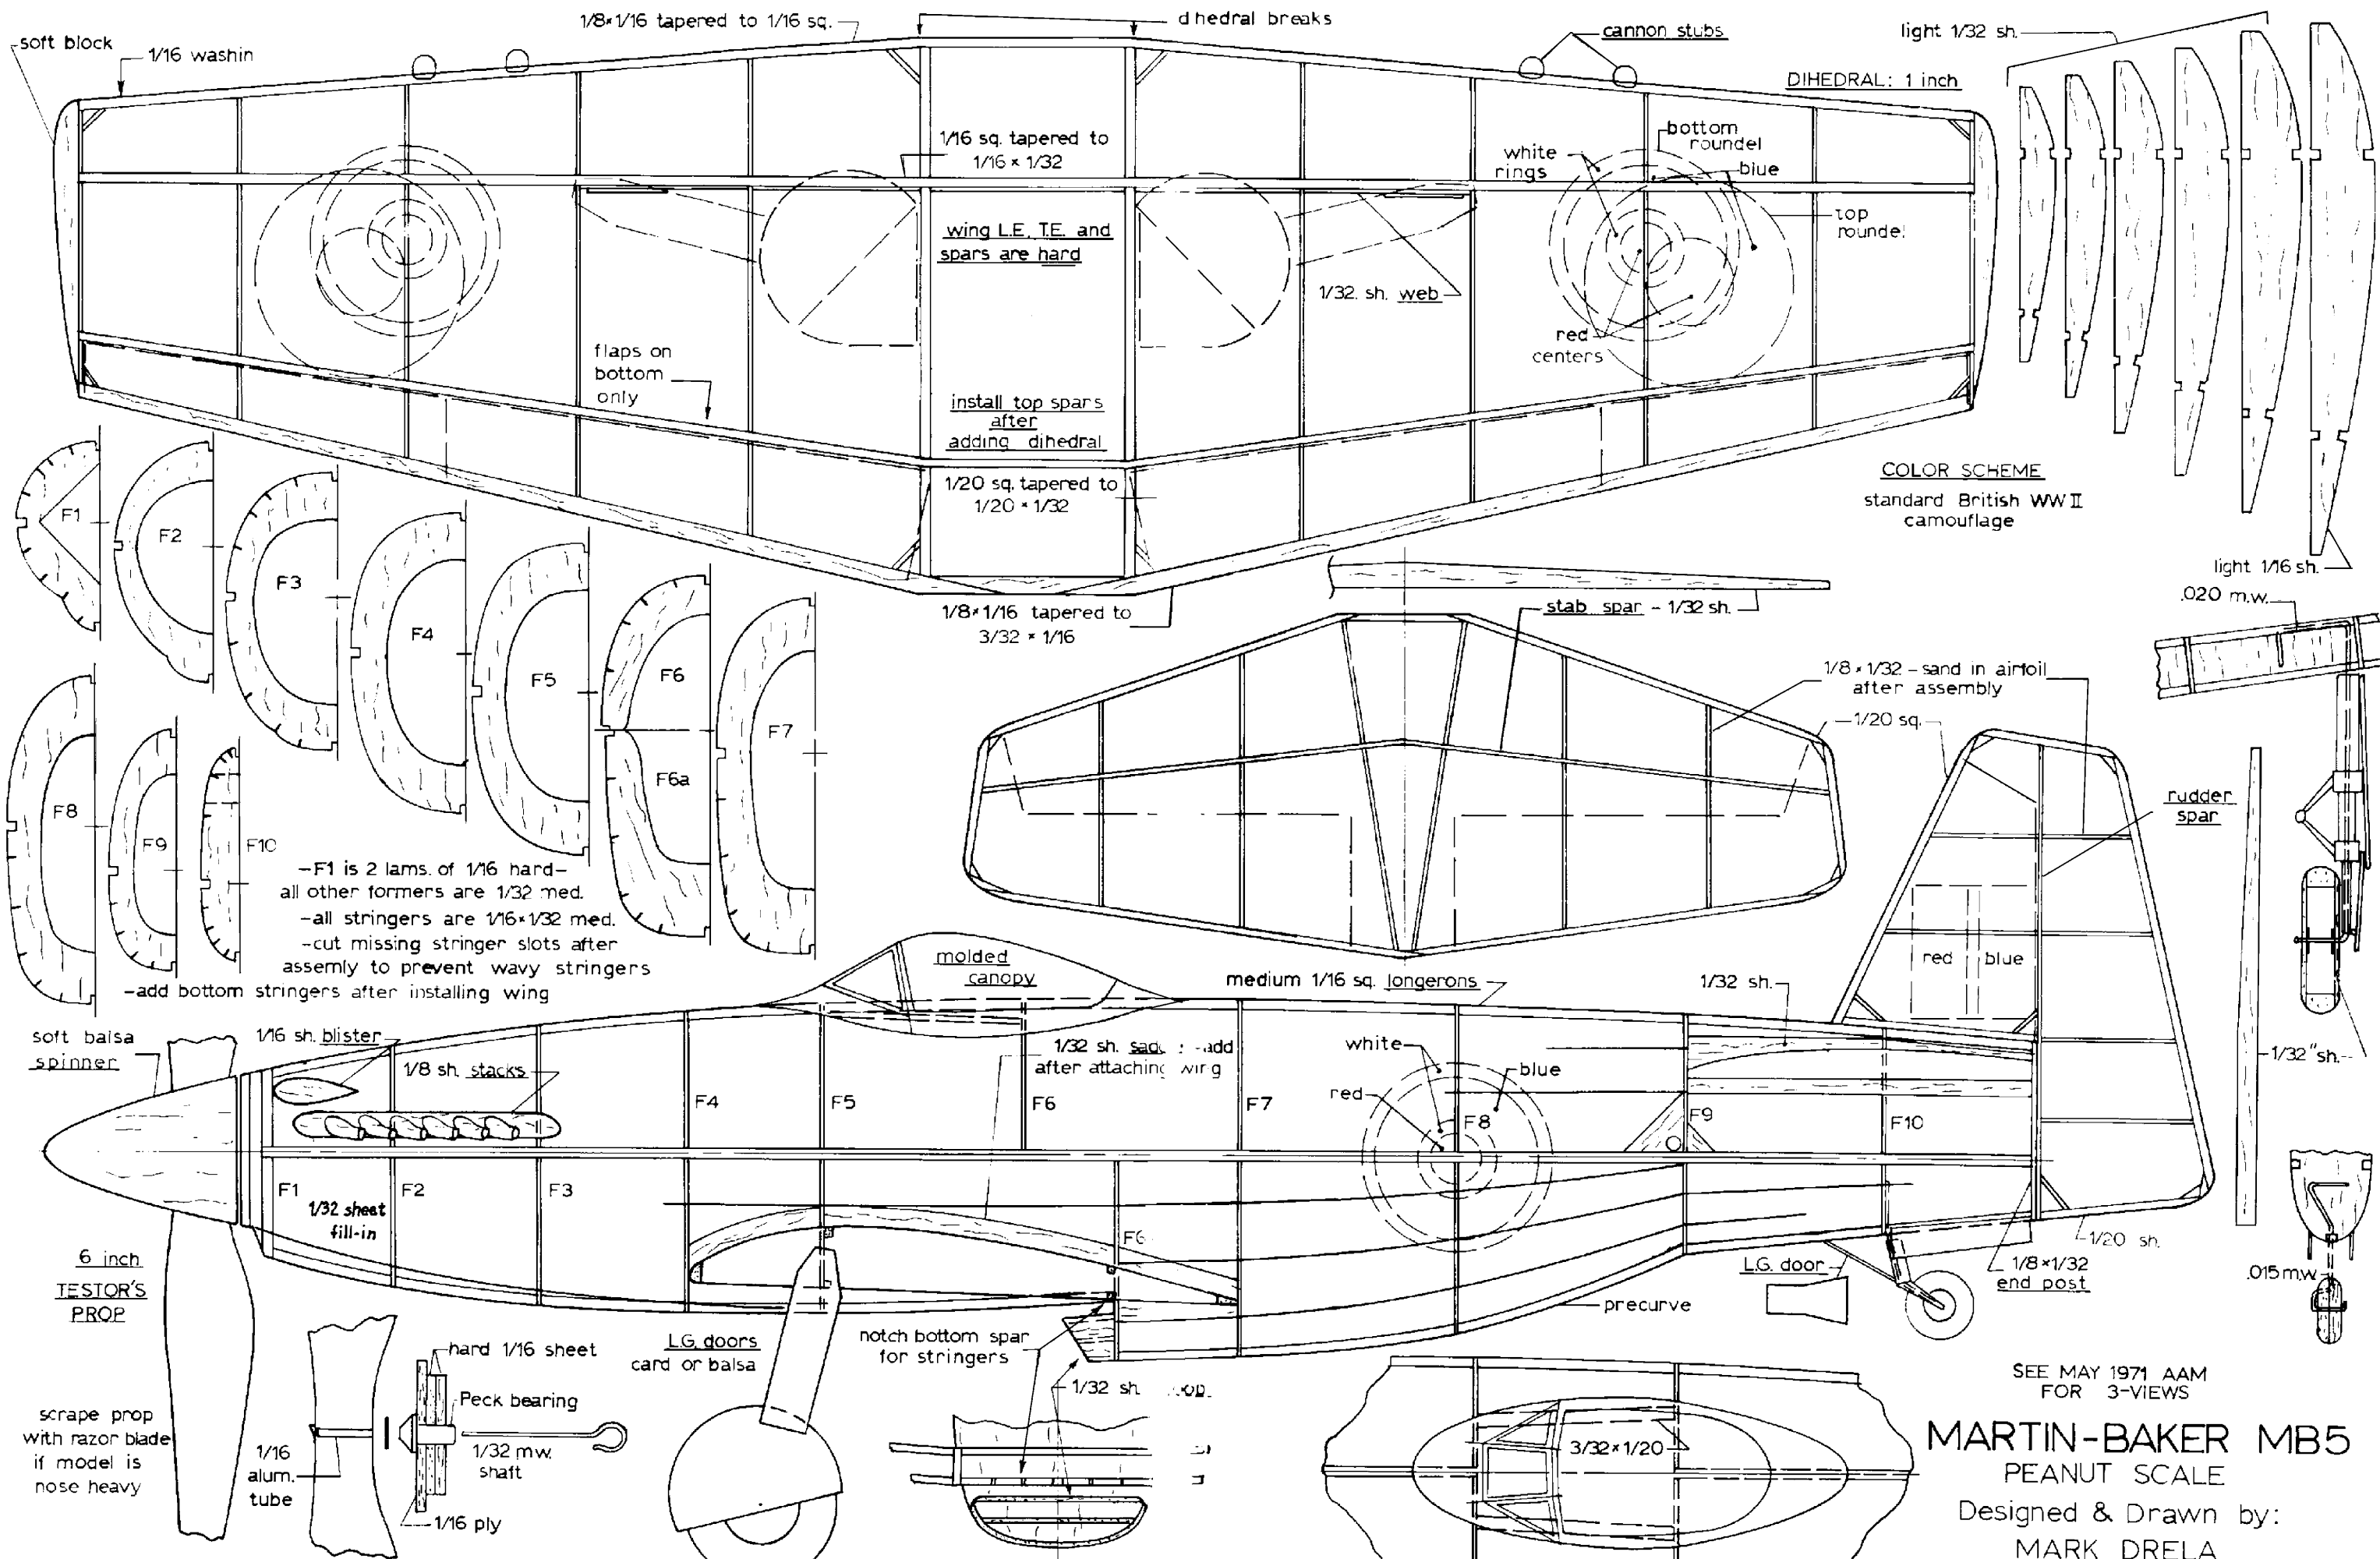 soft block
1/16 washin
1/8×1/16 tapered to 1/16 sq.
dihedral breaks
cannon stubs
light 1/32 sh.
DIHEDRAL: 1 inch
1/16 sq. tapered to
1/16 × 1/32
white
rings
bottom
roundel
blue
top
roundel
wing L.E. T.E. and
spars are hard
1/32. sh. web
red
centers
flaps on
bottom
only
install top spars
after
adding dihedral
1/20 sq. tapered to
1/20 × 1/32
COLOR SCHEME
standard British WW II
camouflage
light 1/16 sh.
F1
F2
F3
F4
F5
F6
F6a
F7
F8
F9
F10
1/8×1/16 tapered to
3/32 × 1/16
stab spar - 1/32 sh.
.020 m.w.
1/8×1/32 - sand in airfoil
after assembly
1/20 sq.
rudder
spar
-F1 is 2 lams. of 1/16 hard-
all other formers are 1/32 med.
-all stringers are 1/16×1/32 med.
-cut missing stringer slots after
assemly to prevent wavy stringers
-add bottom stringers after installing wing
red
blue
1/32" sh.
molded
canopy
medium 1/16 sq. longerons
1/32 sh.
soft balsa
spinner
1/16 sh. blister
1/8 sh. stacks
1/32 sh. -add
after attaching wing
white
blue
red
F4
F5
F6
F7
F8
F9
F10
F1
F2
F3
1/32 sheet
fill-in
F6
6 inch
TESTOR'S
PROP
L.G. door
1/8×1/32
end post
1/20 sh.
.015 m.w.
precurve
notch bottom spar
for stringers
L.G. doors
card or balsa
hard 1/16 sheet
Peck bearing
1/32 m.w.
shaft
1/16
alum.
tube
1/16 ply
scrape prop
with razor blade
if model is
nose heavy
1/32 sh.
3/32×1/20
SEE MAY 1971 AAM
FOR 3-VIEWS
MARTIN-BAKER MB5
PEANUT SCALE
Designed & Drawn by:
MARK DRELA